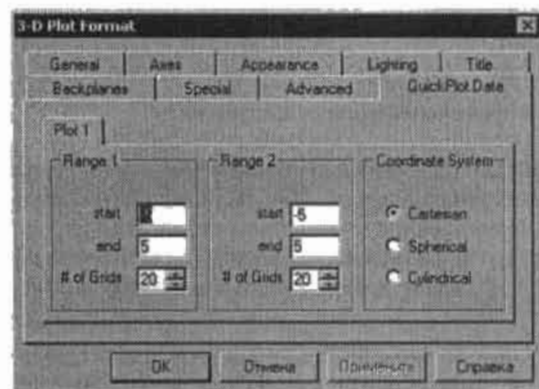 3-D Plot Format
General Axes Appearance Lighting Title
Backplanes Special Advanced QuickPlot Data
Plot 1
Range 1 Range 2 Coordinate System
start start -5 Cartesian
end 5 end 5 Spherical
# of Grids 20 # of Grids 20 Cylindrical
OK Отмена Применить Справка